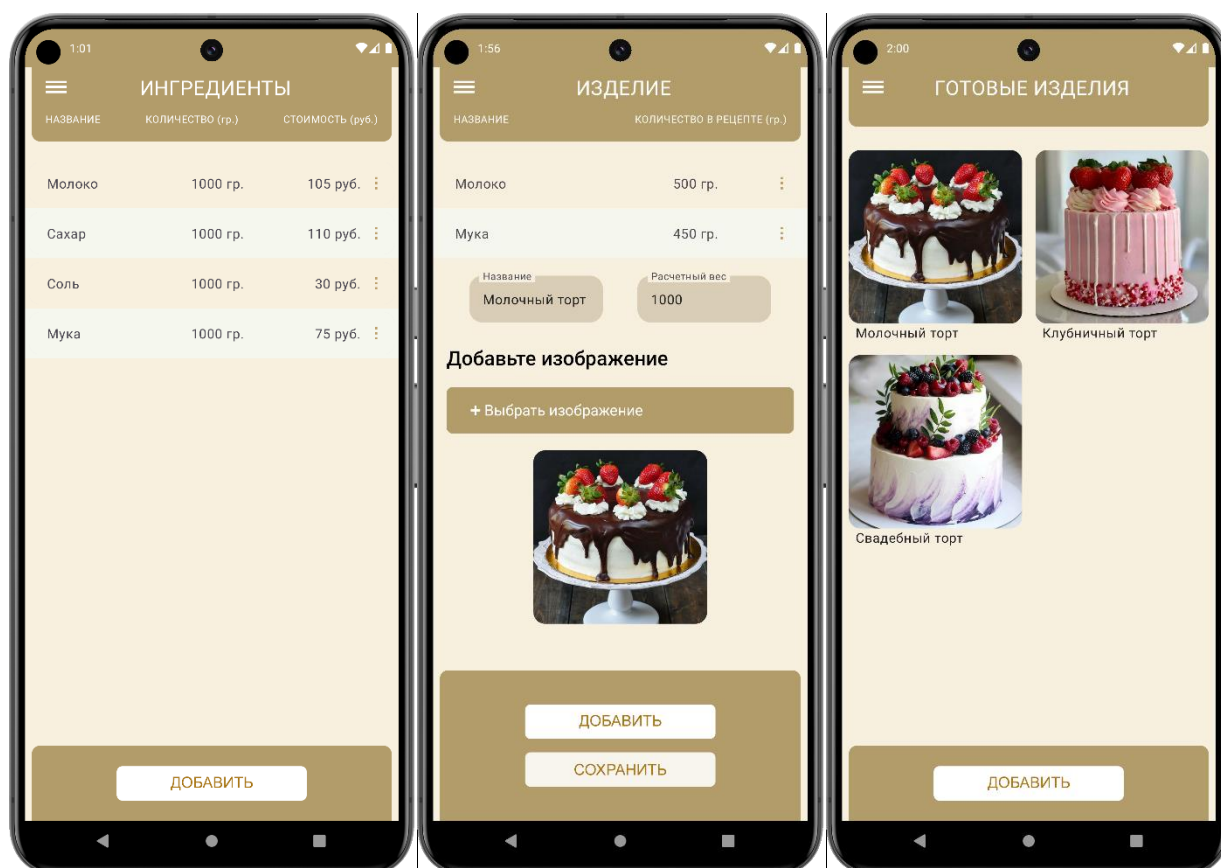 1:01
ИНГРЕДИЕНТЫ
НАЗВАНИЕ КОЛИЧЕСТВО (гр.) СТОИМОСТЬ (руб.)
Молоко 1000 гр. 105 руб.
Сахар 1000 гр. 110 руб.
Соль 1000 гр. 30 руб.
Мука 1000 гр. 75 руб.
ДОБАВИТЬ
1:56
ИЗДЕЛИЕ
НАЗВАНИЕ КОЛИЧЕСТВО В РЕЦЕПТЕ (гр.)
Молоко 500 гр.
Мука 450 гр.
Название Расчетный вес
Молочный торт 1000
Добавьте изображение
+ Выбрать изображение
ДОБАВИТЬ
СОХРАНИТЬ
2:00
ГОТОВЫЕ ИЗДЕЛИЯ
Молочный торт Клубничный торт
Свадебный торт
ДОБАВИТЬ